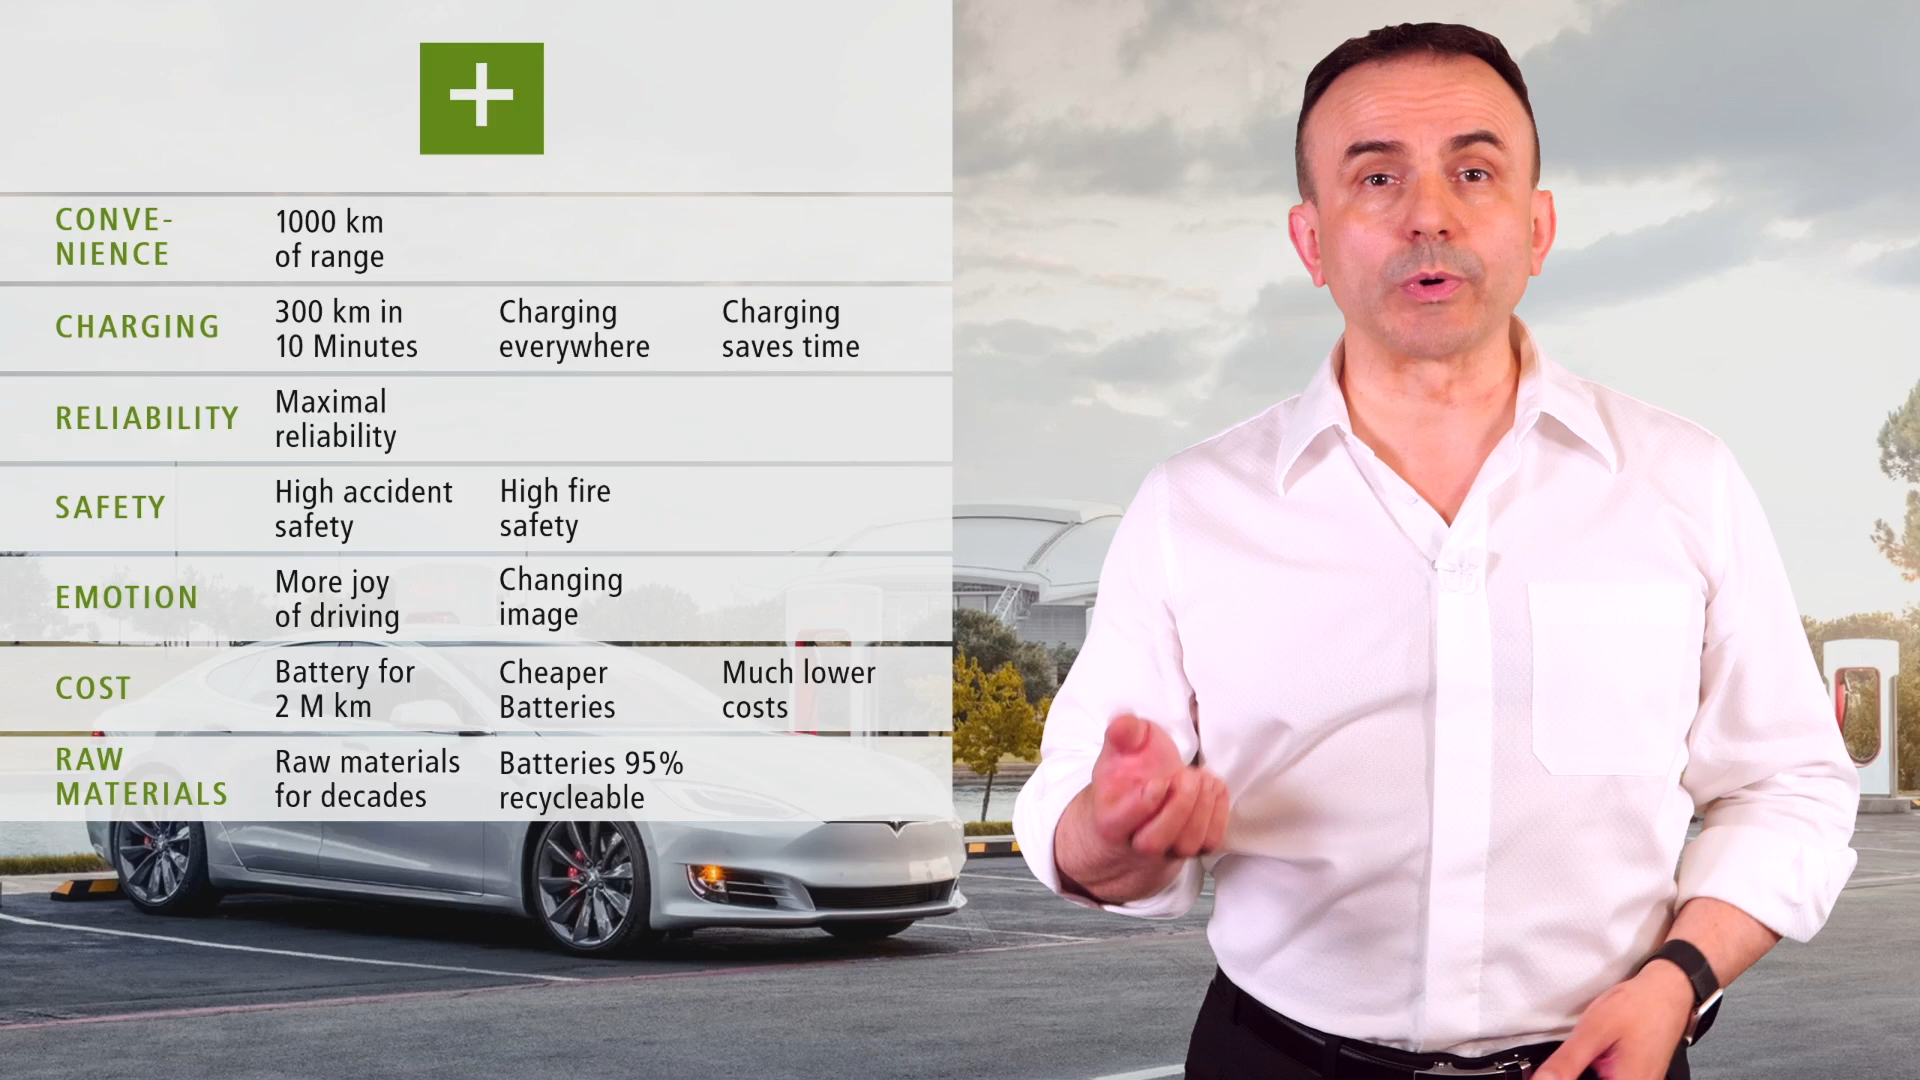 +
CONVE-
NIENCE
1000 km
of range
CHARGING
300 km in
10 Minutes
Charging
everywhere
Charging
saves time
RELIABILITY
Maximal
reliability
SAFETY
High accident
safety
High fire
safety
EMOTION
More joy
of driving
Changing
image
COST
Battery for
2 M km
Cheaper
Batteries
Much lower
costs
RAW
MATERIALS
Raw materials
for decades
Batteries 95%
recycleable